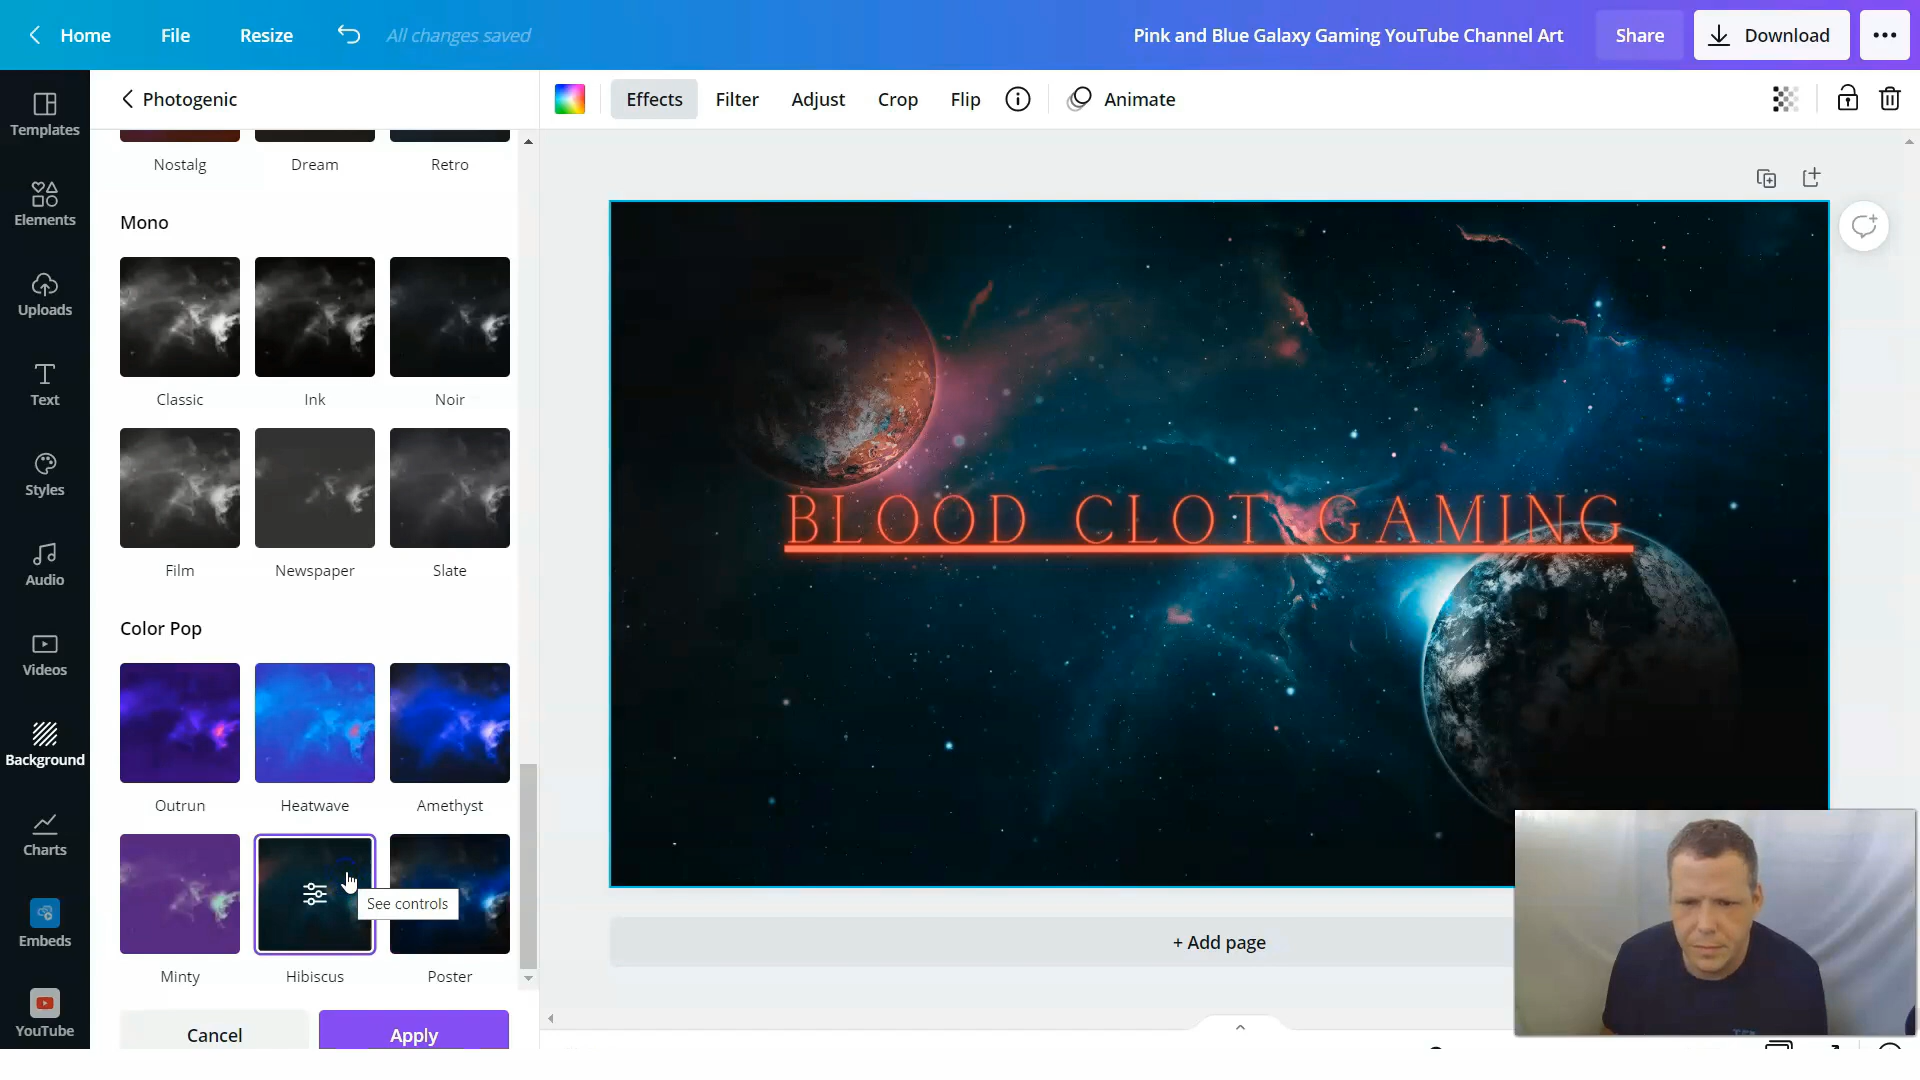 Home
File
Resize
All changes saved
Pink and Blue Galaxy Gaming YouTube Channel Art
Share
Download
Templates
Elements
Uploads
Text
Styles
Audio
Videos
Background
Charts
Embeds
YouTube
Photogenic
Nostalg
Dream
Retro
Mono
Classic
Ink
Noir
Film
Newspaper
Slate
Color Pop
Outrun
Heatwave
Amethyst
See controls
Minty
Hibiscus
Poster
Cancel
Apply
Effects
Filter
Adjust
Crop
Flip
Animate
BLOOD CLOT GAMING
+ Add page